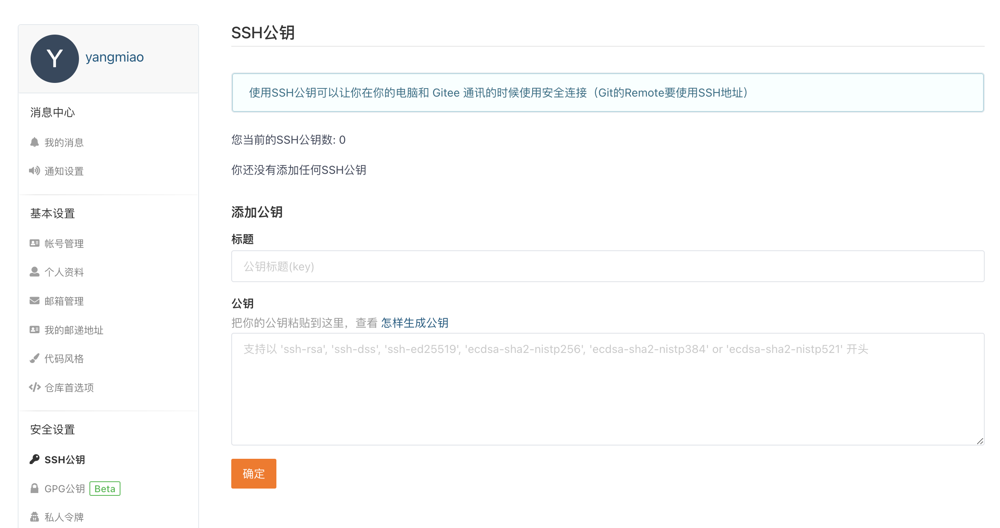 Y
yangmiao
消息中心
我的消息
通知设置
基本设置
帐号管理
个人资料
邮箱管理
我的邮递地址
代码风格
仓库首选项
安全设置
SSH公钥
GPG公钥 Beta
私人令牌
SSH公钥
使用SSH公钥可以让你在你的电脑和 Gitee 通讯的时候使用安全连接（Git的Remote要使用SSH地址）
您当前的SSH公钥数: 0
你还没有添加任何SSH公钥
添加公钥
标题
公钥标题(key)
公钥
把你的公钥粘贴到这里，查看 怎样生成公钥
支持以 'ssh-rsa', 'ssh-dss', 'ssh-ed25519', 'ecdsa-sha2-nistp256', 'ecdsa-sha2-nistp384' or 'ecdsa-sha2-nistp521' 开头
确定